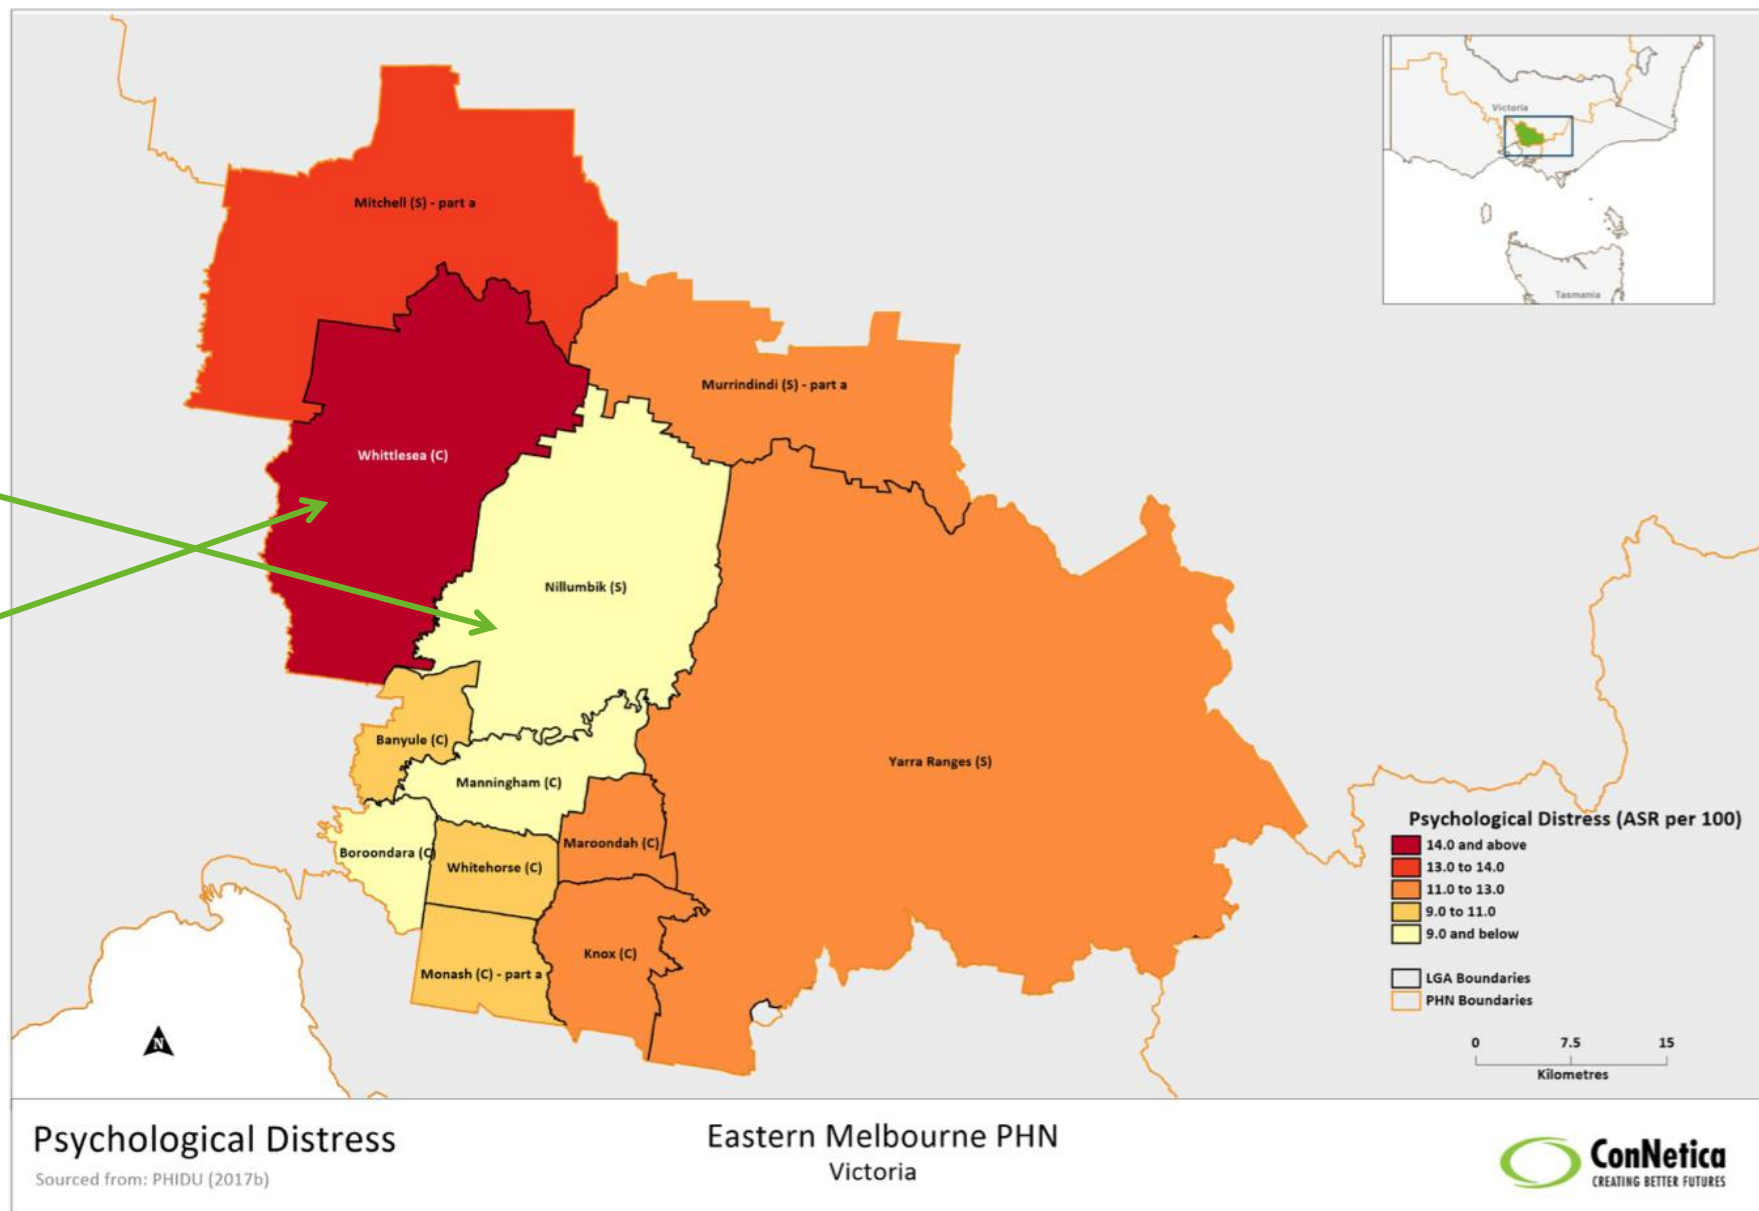 Victoria
Tasmania
Mitchell (S) - part a
Murrindindi (S) - part a
Whittlesea (C)
Nillumbik (S)
Banyule (C)
Manningham (C)
Yarra Ranges (S)
Boroondara (C)
Whitehorse (C)
Maroondah (C)
Monash (C) - part a
Knox (C)
Psychological Distress (ASR per 100)
14.0 and above
13.0 to 14.0
11.0 to 13.0
9.0 to 11.0
9.0 and below
LGA Boundaries
PHN Boundaries
0 7.5 15
Kilometres
N
Psychological Distress
Sourced from: PHIDU (2017b)
Eastern Melbourne PHN
Victoria
ConNetica
CREATING BETTER FUTURES